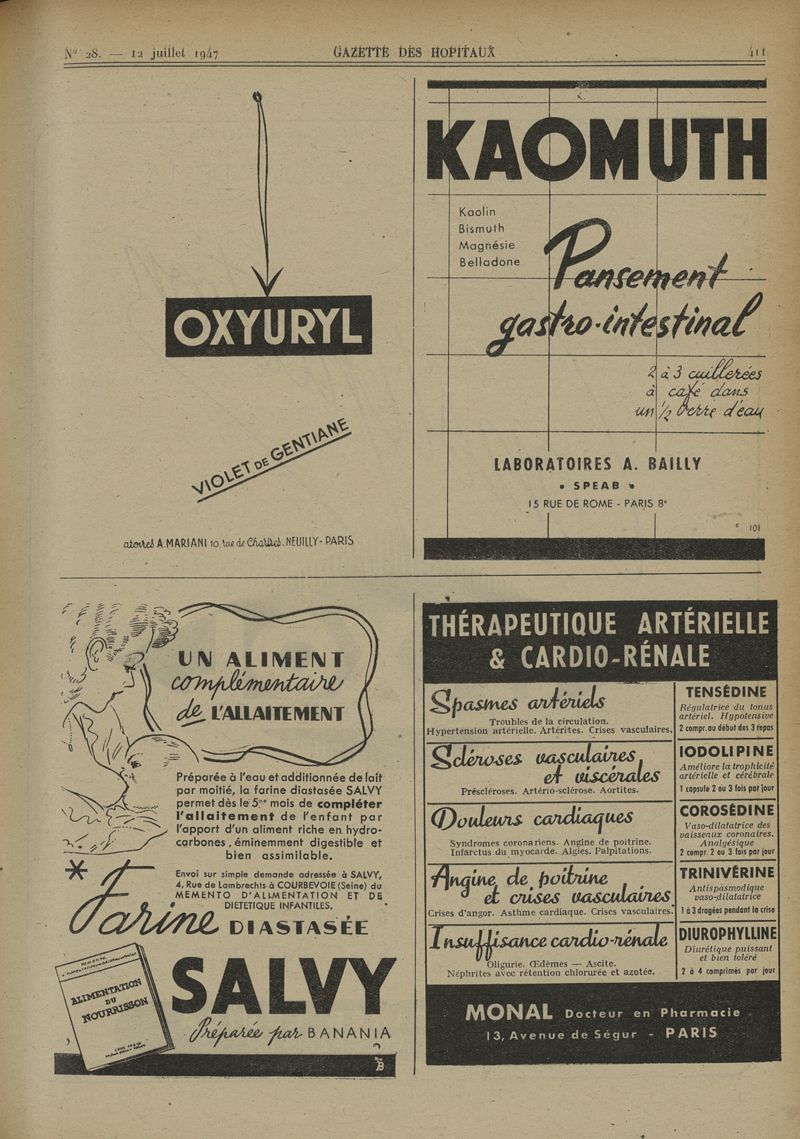 N° 28. — 12 juillet 1947 GAZETTE DES HOPITAUX 411
OXYURYL
VIOLET DE GENTIANE
atoires A. MARIANI 10, rue de Chartres. NEUILLY - PARIS
KAOMUTH
Kaolin
Bismuth
Magnésie
Belladone
Pansement
gastro-intestinal
2 à 3 cuillerées
à café dans
un 1/2 verre d'eau
LABORATOIRES A. BAILLY
• SPEAB •
15 RUE DE ROME - PARIS 8e
101
UN ALIMENT
complémentaire
de L'ALLAITEMENT
Préparée à l'eau et additionnée de lait
par moitié, la farine diastasée SALVY
permet dès le 5me mois de compléter
l'allaitement de l'enfant par
l'apport d'un aliment riche en hydro-
carbones, éminemment digestible et
bien assimilable.
* Envoi sur simple demande adressée à SALVY,
4, Rue de Lambrechts à COURBEVOIE (Seine) du
MEMENTO D'ALIMENTATION ET DE
DIETETIQUE INFANTILES.
Farine DIASTASÉE
SALVY
Préparée par BANANIA
ALIMENTATION
DU
NOURRISSON
THÉRAPEUTIQUE ARTÉRIELLE
& CARDIO-RÉNALE
Spasmes artériels
Troubles de la circulation.
Hypertension artérielle. Artérites. Crises vasculaires.
TENSÉDINE
Régulatrice du tonus
artériel. Hypotensive
2 compr. au début des 3 repas
Scléroses vasculaires
et viscérales
Préscléroses. Artério-sclérose. Aortites.
IODOLIPINE
Améliore la trophicité
artérielle et cérébrale
1 capsule 2 ou 3 fois par jour
Douleurs cardiaques
Syndromes coronariens. Angine de poitrine.
Infarctus du myocarde. Algies. Palpitations.
COROSÉDINE
Vaso-dilatatrice des
vaisseaux coronaires.
Analgésique
2 compr. 2 ou 3 fois par jour
Angine de poitrine
et crises vasculaires
Crises d'angor. Asthme cardiaque. Crises vasculaires.
TRINIVÉRINE
Antispasmodique
vaso-dilatatrice
1 à 3 dragées pendant la crise
Insuffisance cardio-rénale
Oligurie. Œdèmes — Ascite.
Néphrites avec rétention chlorurée et azotée.
DIUROPHYLLINE
Diurétique puissant
et bien toléré
2 à 4 comprimés par jour
MONAL Docteur en Pharmacie
13, Avenue de Ségur - PARIS